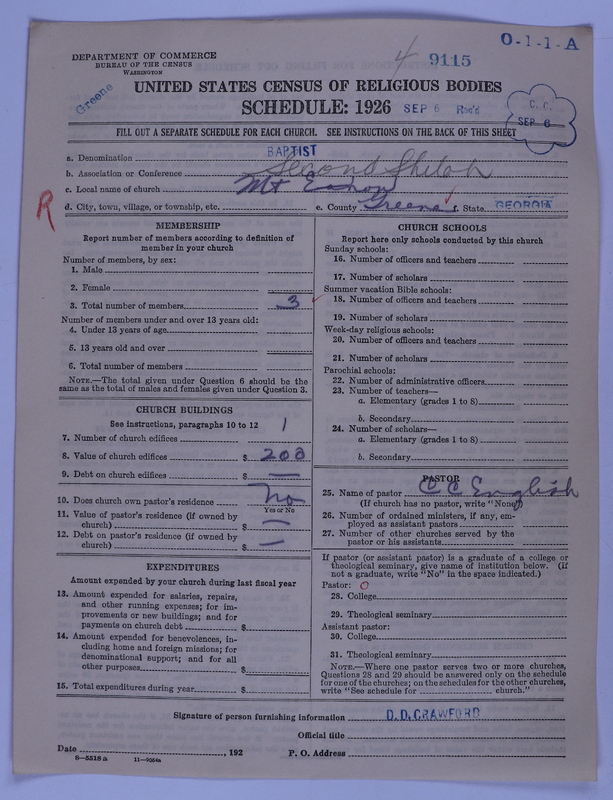 O-1-1-A
DEPARTMENT OF COMMERCE
BUREAU OF THE CENSUS
WASHINGTON
4 9115
Greene
UNITED STATES CENSUS OF RELIGIOUS BODIES
SCHEDULE: 1926 SEP 6 Rec'd
C. C.
SEP 6
FILL OUT A SEPARATE SCHEDULE FOR EACH CHURCH. SEE INSTRUCTIONS ON THE BACK OF THIS SHEET
a. Denomination BAPTIST
b. Association or Conference Second Shiloh
c. Local name of church Mt Eanon
d. City, town, village, or township, etc. e. County Greene f. State GEORGIA
R
MEMBERSHIP
Report number of members according to definition of
member in your church
Number of members, by sex:
1. Male
2. Female
3. Total number of members 3
Number of members under and over 13 years old:
4. Under 13 years of age
5. 13 years old and over
6. Total number of members
NOTE.—The total given under Question 6 should be the
same as the total of males and females given under Question 3.
CHURCH BUILDINGS
See instructions, paragraphs 10 to 12
7. Number of church edifices 1
8. Value of church edifices $ 200
9. Debt on church edifices $ —
10. Does church own pastor's residence No
Yes or No
11. Value of pastor's residence (if owned by
church) $ —
12. Debt on pastor's residence (if owned by
church) $ —
EXPENDITURES
Amount expended by your church during last fiscal year
13. Amount expended for salaries, repairs,
and other running expenses; for im-
provements or new buildings; and for
payments on church debt $
14. Amount expended for benevolences, in-
cluding home and foreign missions; for
denominational support; and for all
other purposes $
15. Total expenditures during year $
CHURCH SCHOOLS
Report here only schools conducted by this church
Sunday schools:
16. Number of officers and teachers
17. Number of scholars
Summer vacation Bible schools:
18. Number of officers and teachers
19. Number of scholars
Week-day religious schools:
20. Number of officers and teachers
21. Number of scholars
Parochial schools:
22. Number of administrative officers
23. Number of teachers—
a. Elementary (grades 1 to 8)
b. Secondary
24. Number of scholars—
a. Elementary (grades 1 to 8)
b. Secondary
PASTOR
25. Name of pastor C C English
(If church has no pastor, write "None")
26. Number of ordained ministers, if any, em-
ployed as assistant pastors
27. Number of other churches served by the
pastor or his assistants
If pastor (or assistant pastor) is a graduate of a college or
theological seminary, give name of institution below. (If
not a graduate, write "No" in the space indicated.)
Pastor: O
28. College
29. Theological seminary
Assistant pastor:
30. College
31. Theological seminary
NOTE.—Where one pastor serves two or more churches,
Questions 28 and 29 should be answered only on the schedule
for one of the churches; on the schedules for the other churches,
write "See schedule for church."
Signature of person furnishing information D. D. CRAWFORD
Official title
Date , 192 P. O. Address
8—5518a 11—9054a